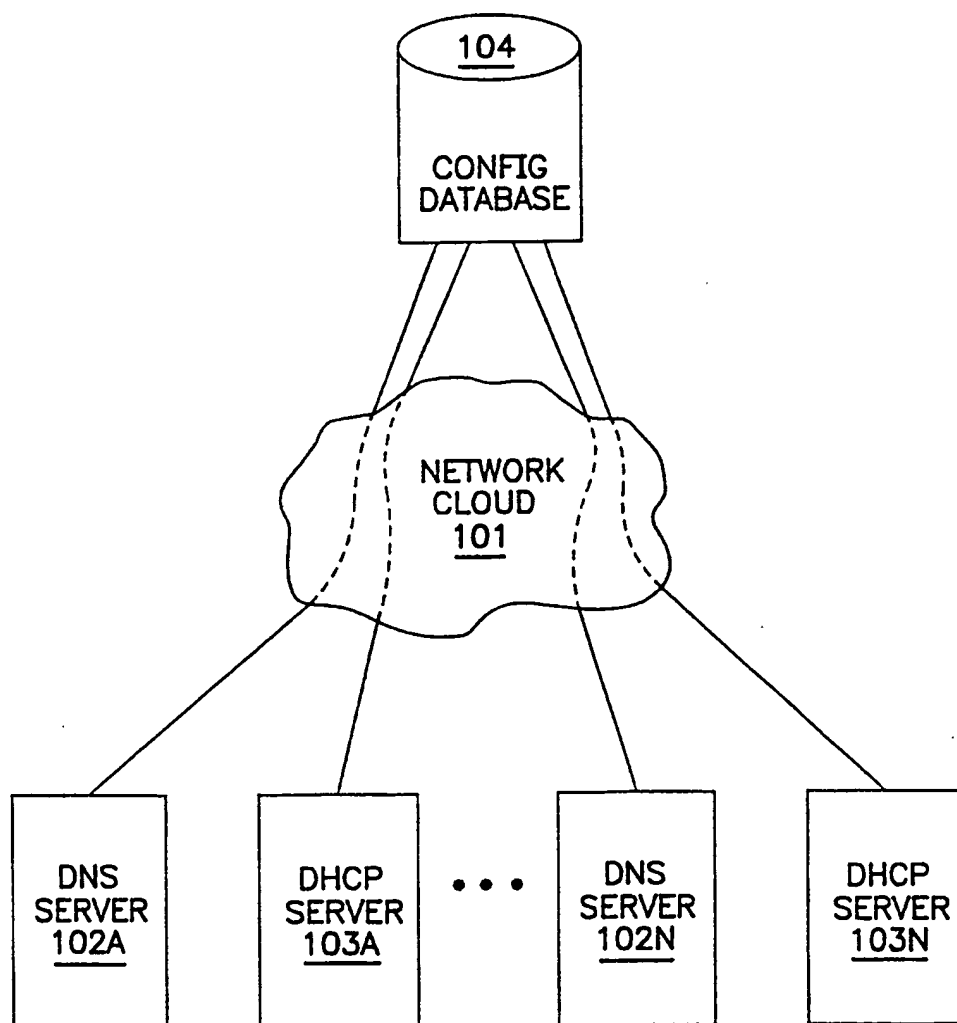 104
CONFIG
DATABASE
NETWORK
CLOUD
101
DNS
SERVER
102A
DHCP
SERVER
103A
DNS
SERVER
102N
DHCP
SERVER
103N